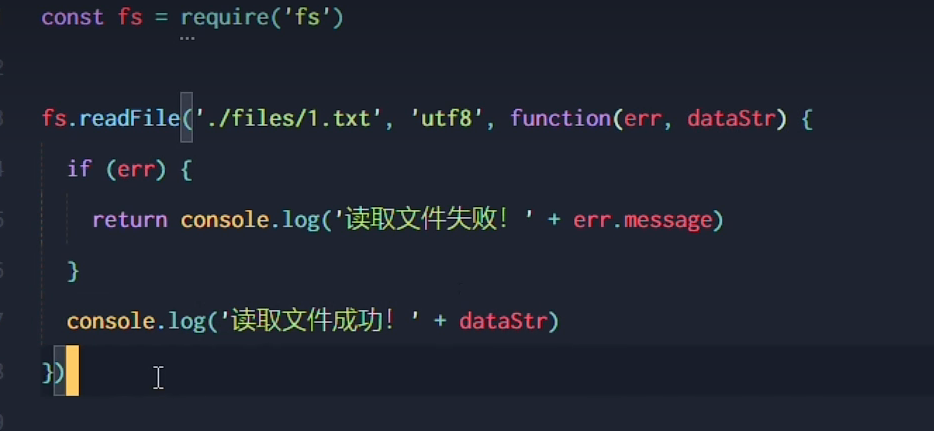 const fs = require('fs')
fs.readFile('./files/1.txt', 'utf8', function(err, dataStr) {
if (err) {
return console.log('读取文件失败！' + err.message)
}
console.log('读取文件成功！' + dataStr)
})